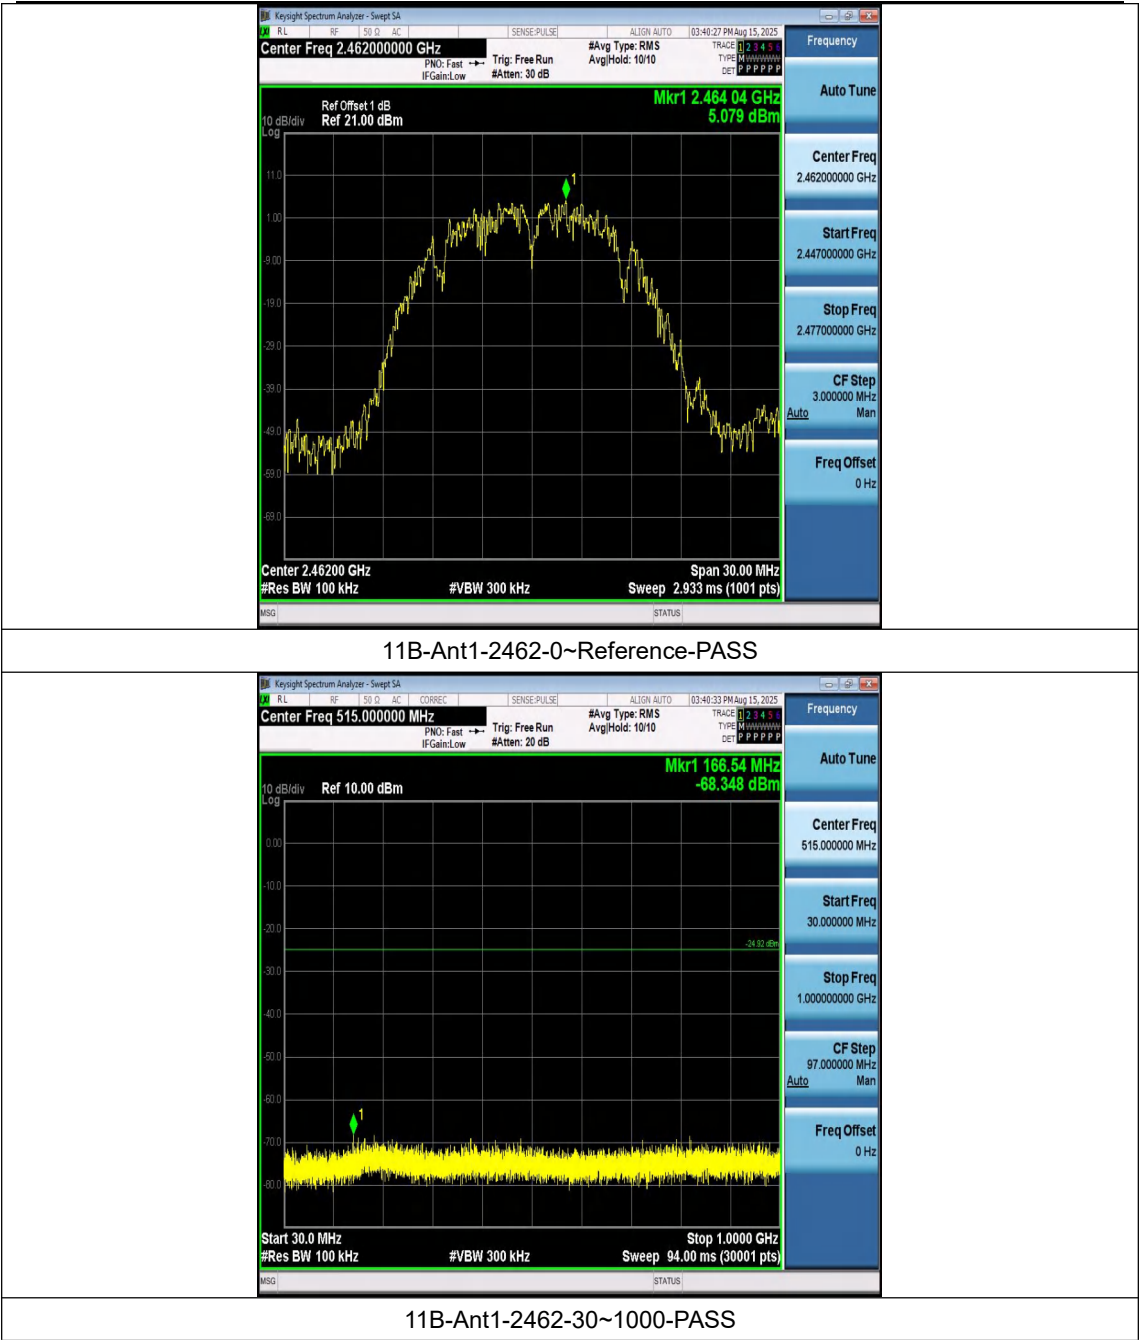 Keysight Spectrum Analyzer - Swept SA
RL RF 50 Ω AC SENSE:PULSE ALIGN AUTO 03:40:27 PM Aug 15, 2025
Center Freq 2.462000000 GHz
PNO: Fast
IFGain:Low
Trig: Free Run
#Atten: 30 dB
#Avg Type: RMS
Avg|Hold: 10/10
TRACE 1 2 3 4 5 6
TYPE M WWWWW
DET P P P P P P
Frequency
Mkr1 2.464 04 GHz
5.079 dBm
Ref Offset 1 dB
10 dB/div Ref 21.00 dBm
Log
11.0
1.00
-9.00
-19.0
-29.0
-39.0
-49.0
-59.0
-69.0
1
Center 2.46200 GHz Span 30.00 MHz
#Res BW 100 kHz #VBW 300 kHz Sweep 2.933 ms (1001 pts)
MSG STATUS
Auto Tune
Center Freq
2.462000000 GHz
Start Freq
2.447000000 GHz
Stop Freq
2.477000000 GHz
CF Step
3.000000 MHz
Auto Man
Freq Offset
0 Hz
11B-Ant1-2462-0~Reference-PASS
Keysight Spectrum Analyzer - Swept SA
RL RF 50 Ω AC CORREC SENSE:PULSE ALIGN AUTO 03:40:33 PM Aug 15, 2025
Center Freq 515.000000 MHz
PNO: Fast
IFGain:Low
Trig: Free Run
#Atten: 20 dB
#Avg Type: RMS
Avg|Hold: 10/10
TRACE 1 2 3 4 5 6
TYPE M WWWWW
DET P P P P P P
Frequency
Mkr1 166.54 MHz
-68.348 dBm
10 dB/div Ref 10.00 dBm
Log
0.00
-10.0
-20.0
-30.0
-40.0
-50.0
-60.0
-70.0
-80.0
-24.92 dBm
1
Start 30.0 MHz Stop 1.0000 GHz
#Res BW 100 kHz #VBW 300 kHz Sweep 94.00 ms (30001 pts)
MSG STATUS
Auto Tune
Center Freq
515.000000 MHz
Start Freq
30.000000 MHz
Stop Freq
1.000000000 GHz
CF Step
97.000000 MHz
Auto Man
Freq Offset
0 Hz
11B-Ant1-2462-30~1000-PASS